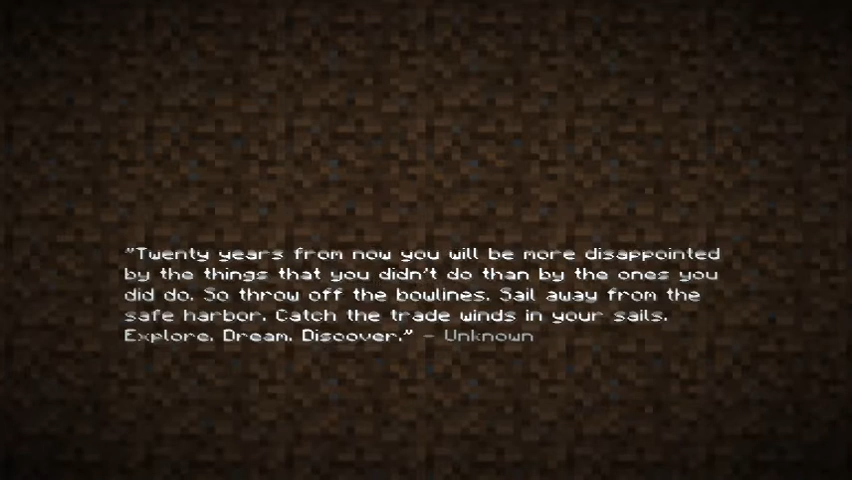 "Twenty years from now you will be more disappointed
by the things that you didn't do than by the ones you
did do. So throw off the bowlines. Sail away from the
safe harbor. Catch the trade winds in your sails.
Explore. Dream. Discover." - Unknown